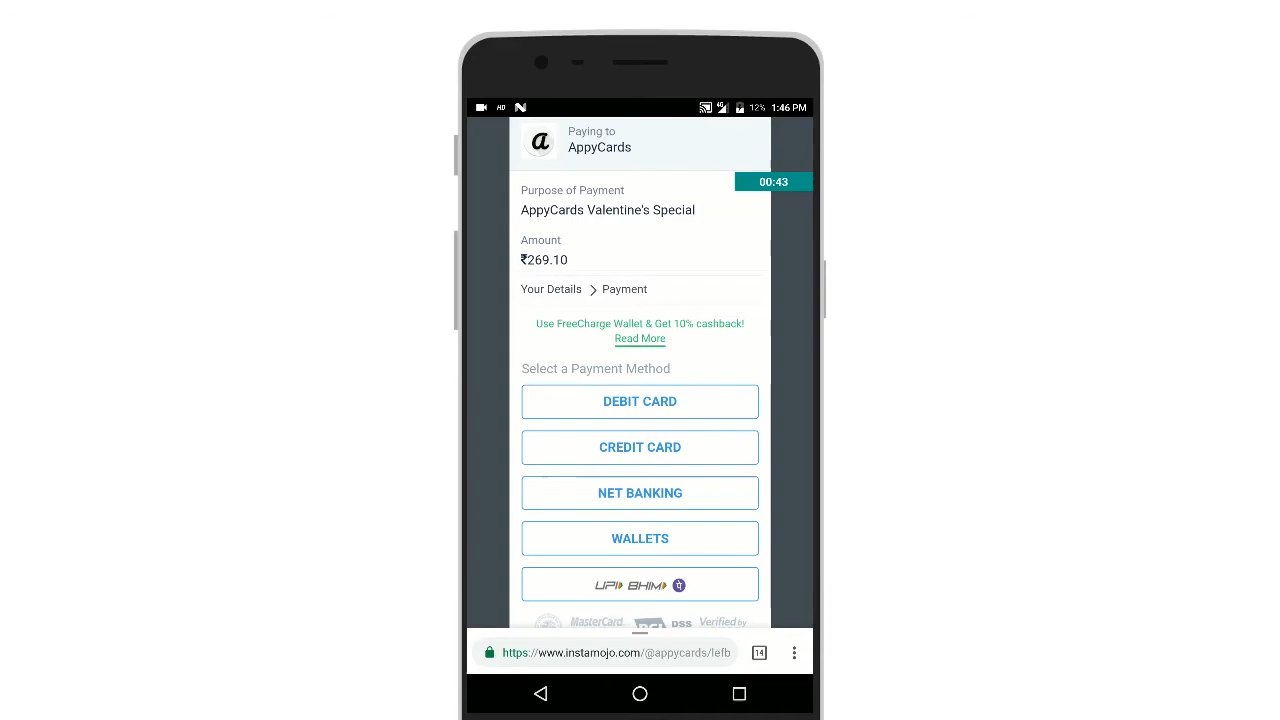 HD 4G 12% 1:46 PM
a
Paying to
AppyCards
00:43
Purpose of Payment
AppyCards Valentine's Special
Amount
₹269.10
Your Details > Payment
Use FreeCharge Wallet & Get 10% cashback!
Read More
Select a Payment Method
DEBIT CARD
CREDIT CARD
NET BANKING
WALLETS
UPI BHIM पे
MasterCard. PCI DSS Verified by
https://www.instamojo.com/@appycards/lefb 14